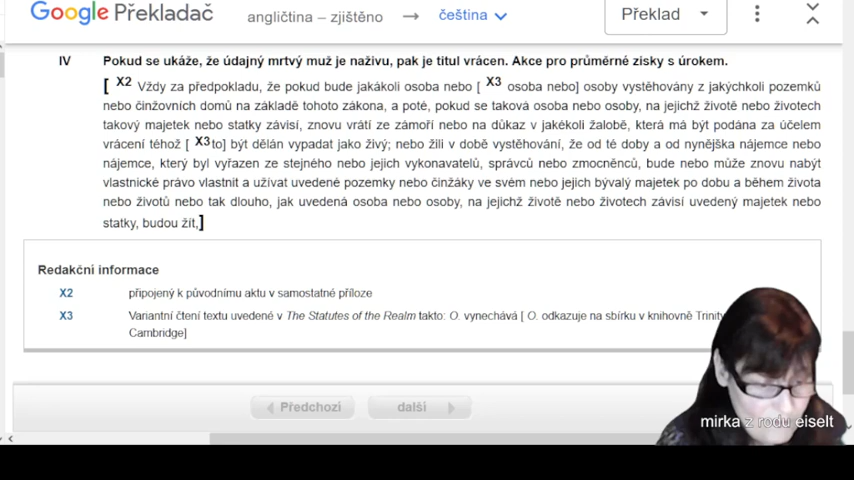 Google Překladač
angličtina – zjištěno → čeština
Překlad
IV Pokud se ukáže, že údajný mrtvý muž je naživu, pak je titul vrácen. Akce pro průměrné zisky s úrokem.
[ X2 Vždy za předpokladu, že pokud bude jakákoli osoba nebo [ X3 osoba nebo] osoby vystěhovány z jakýchkoli pozemků
nebo činžovních domů na základě tohoto zákona, a poté, pokud se taková osoba nebo osoby, na jejichž životě nebo životech
takový majetek nebo statky závisí, znovu vrátí ze zámoří nebo na důkaz v jakékoli žalobě, která má být podána za účelem
vrácení téhož [ X3 to] být dělán vypadat jako živý; nebo žili v době vystěhování, že od té doby a od nynějška nájemce nebo
nájemce, který byl vyřazen ze stejného nebo jejich vykonavatelů, správců nebo zmocněnců, bude nebo může znovu nabýt
vlastnické právo vlastnit a užívat uvedené pozemky nebo činžáky ve svém nebo jejich bývalý majetek po dobu a během života
nebo životů nebo tak dlouho, jak uvedená osoba nebo osoby, na jejichž životě nebo životech závisí uvedený majetek nebo
statky, budou žít,]
Redakční informace
X2 připojený k původnímu aktu v samostatné příloze
X3 Variantní čtení textu uvedené v The Statutes of the Realm takto: O. vynechává [ O. odkazuje na sbírku v knihovně Trinity
Cambridge]
Předchozí další
mirka z rodu eiselt